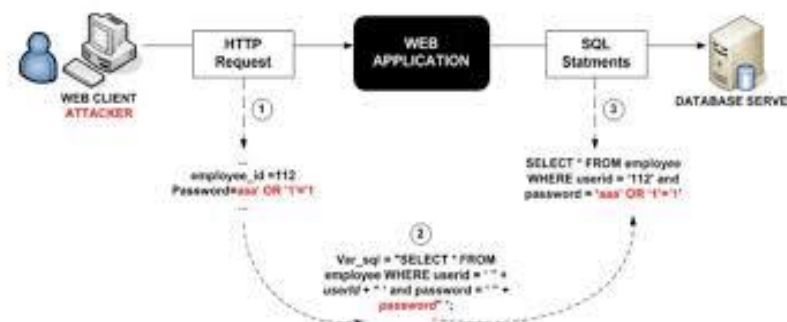 HTTP
Request
WEB
APPLICATION
SQL
Statments
WEB CLIENT
ATTACKER
DATABASE SERVE
1
3
...
employee_id =112
Password=aaa' OR '1'='1
...
SELECT * FROM employee
WHERE userid = '112' and
password = 'aaa' OR '1'='1'
2
Var_sql = "SELECT * FROM
employee WHERE userid = ' " +
userId + " ' and password = ' " +
password" ';